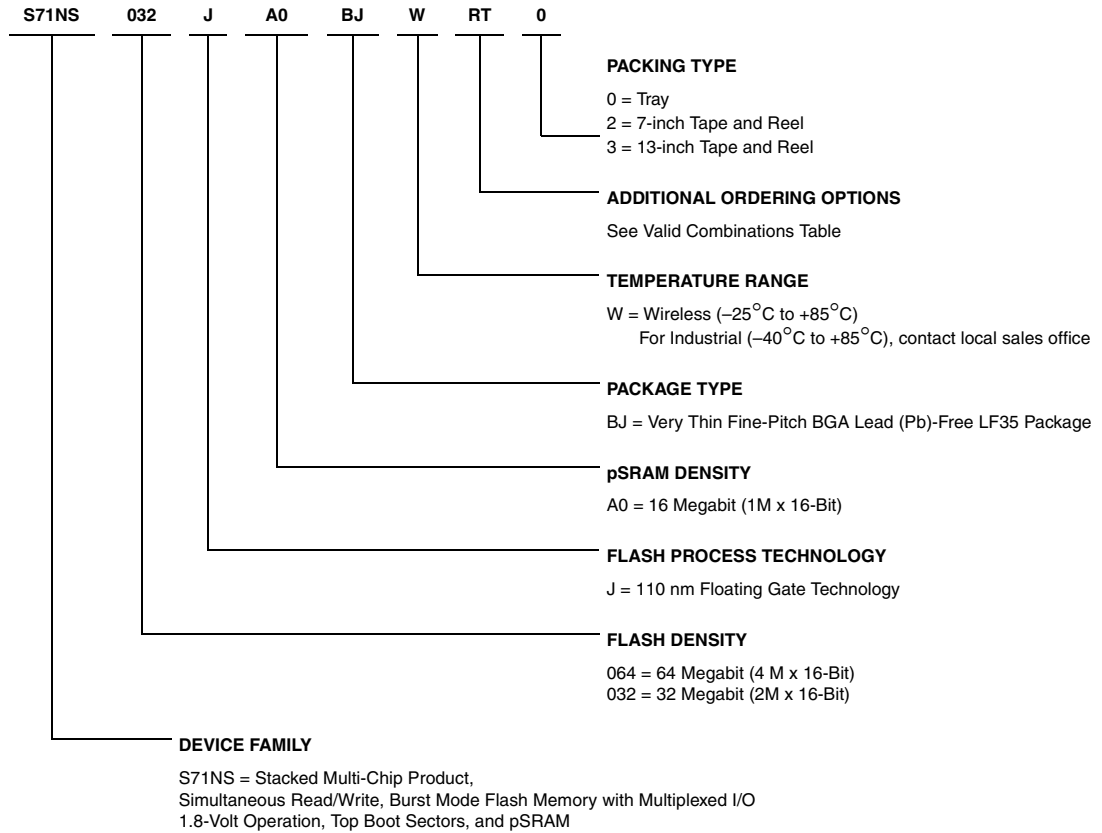 S71NS 032 J A0 BJ W RT 0
PACKING TYPE
0 = Tray
2 = 7-inch Tape and Reel
3 = 13-inch Tape and Reel
ADDITIONAL ORDERING OPTIONS
See Valid Combinations Table
TEMPERATURE RANGE
W = Wireless (–25°C to +85°C)
For Industrial (–40°C to +85°C), contact local sales office
PACKAGE TYPE
BJ = Very Thin Fine-Pitch BGA Lead (Pb)-Free LF35 Package
pSRAM DENSITY
A0 = 16 Megabit (1M x 16-Bit)
FLASH PROCESS TECHNOLOGY
J = 110 nm Floating Gate Technology
FLASH DENSITY
064 = 64 Megabit (4 M x 16-Bit)
032 = 32 Megabit (2M x 16-Bit)
DEVICE FAMILY
S71NS = Stacked Multi-Chip Product,
Simultaneous Read/Write, Burst Mode Flash Memory with Multiplexed I/O
1.8-Volt Operation, Top Boot Sectors, and pSRAM